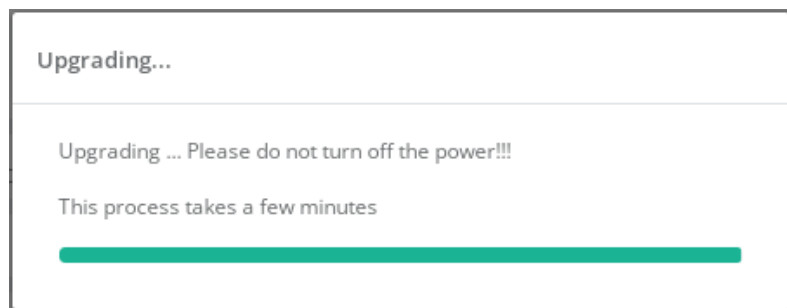 Upgrading...
Upgrading ... Please do not turn off the power!!!
This process takes a few minutes